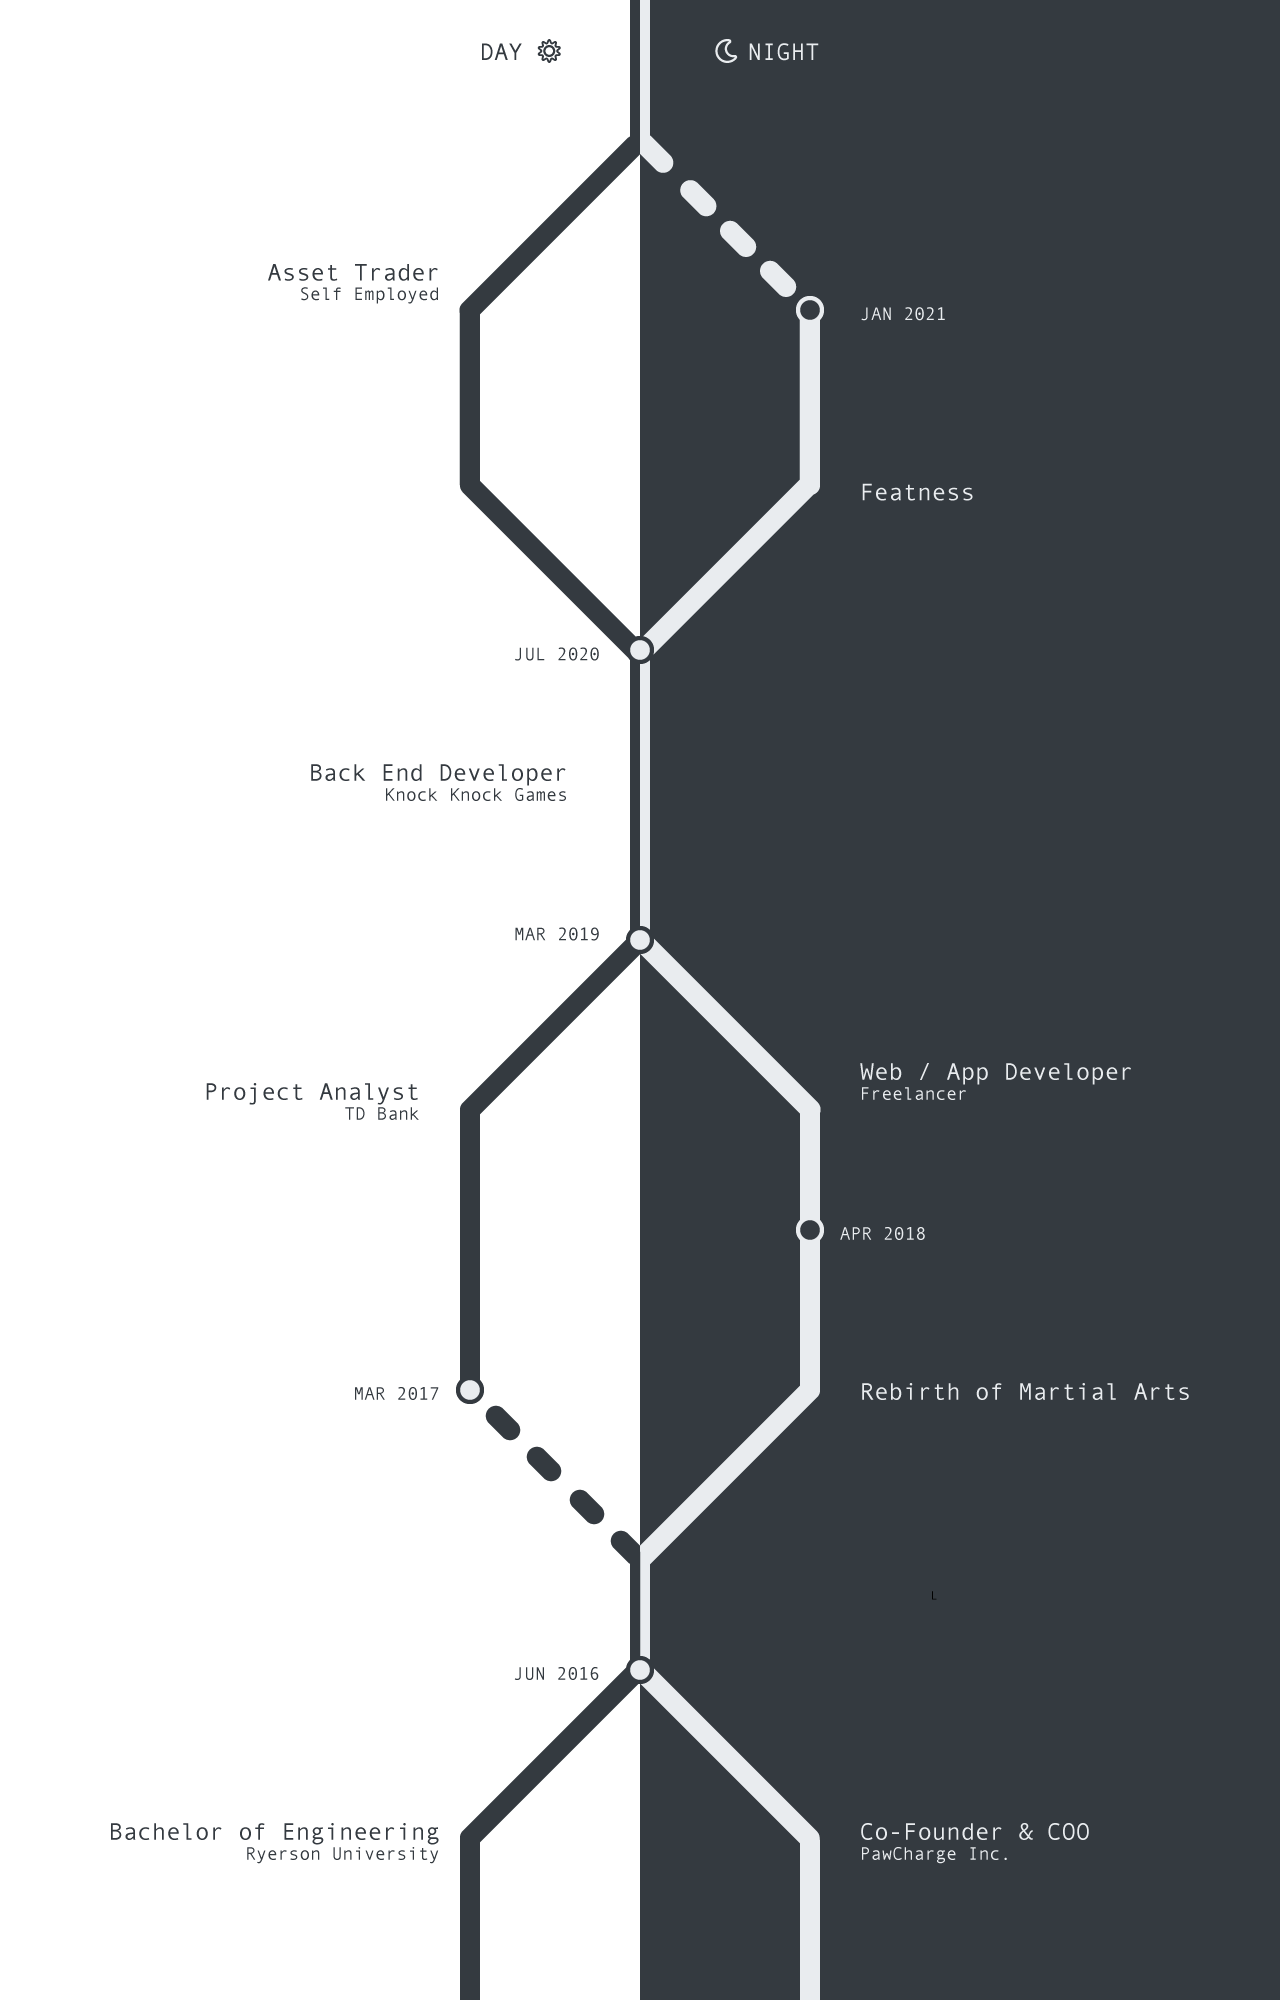 DAY
NIGHT
Asset Trader
Self Employed
JAN 2021
Featness
JUL 2020
Back End Developer
Knock Knock Games
MAR 2019
Web / App Developer
Freelancer
Project Analyst
TD Bank
APR 2018
MAR 2017
Rebirth of Martial Arts
L
JUN 2016
Bachelor of Engineering
Ryerson University
Co-Founder & COO
PawCharge Inc.